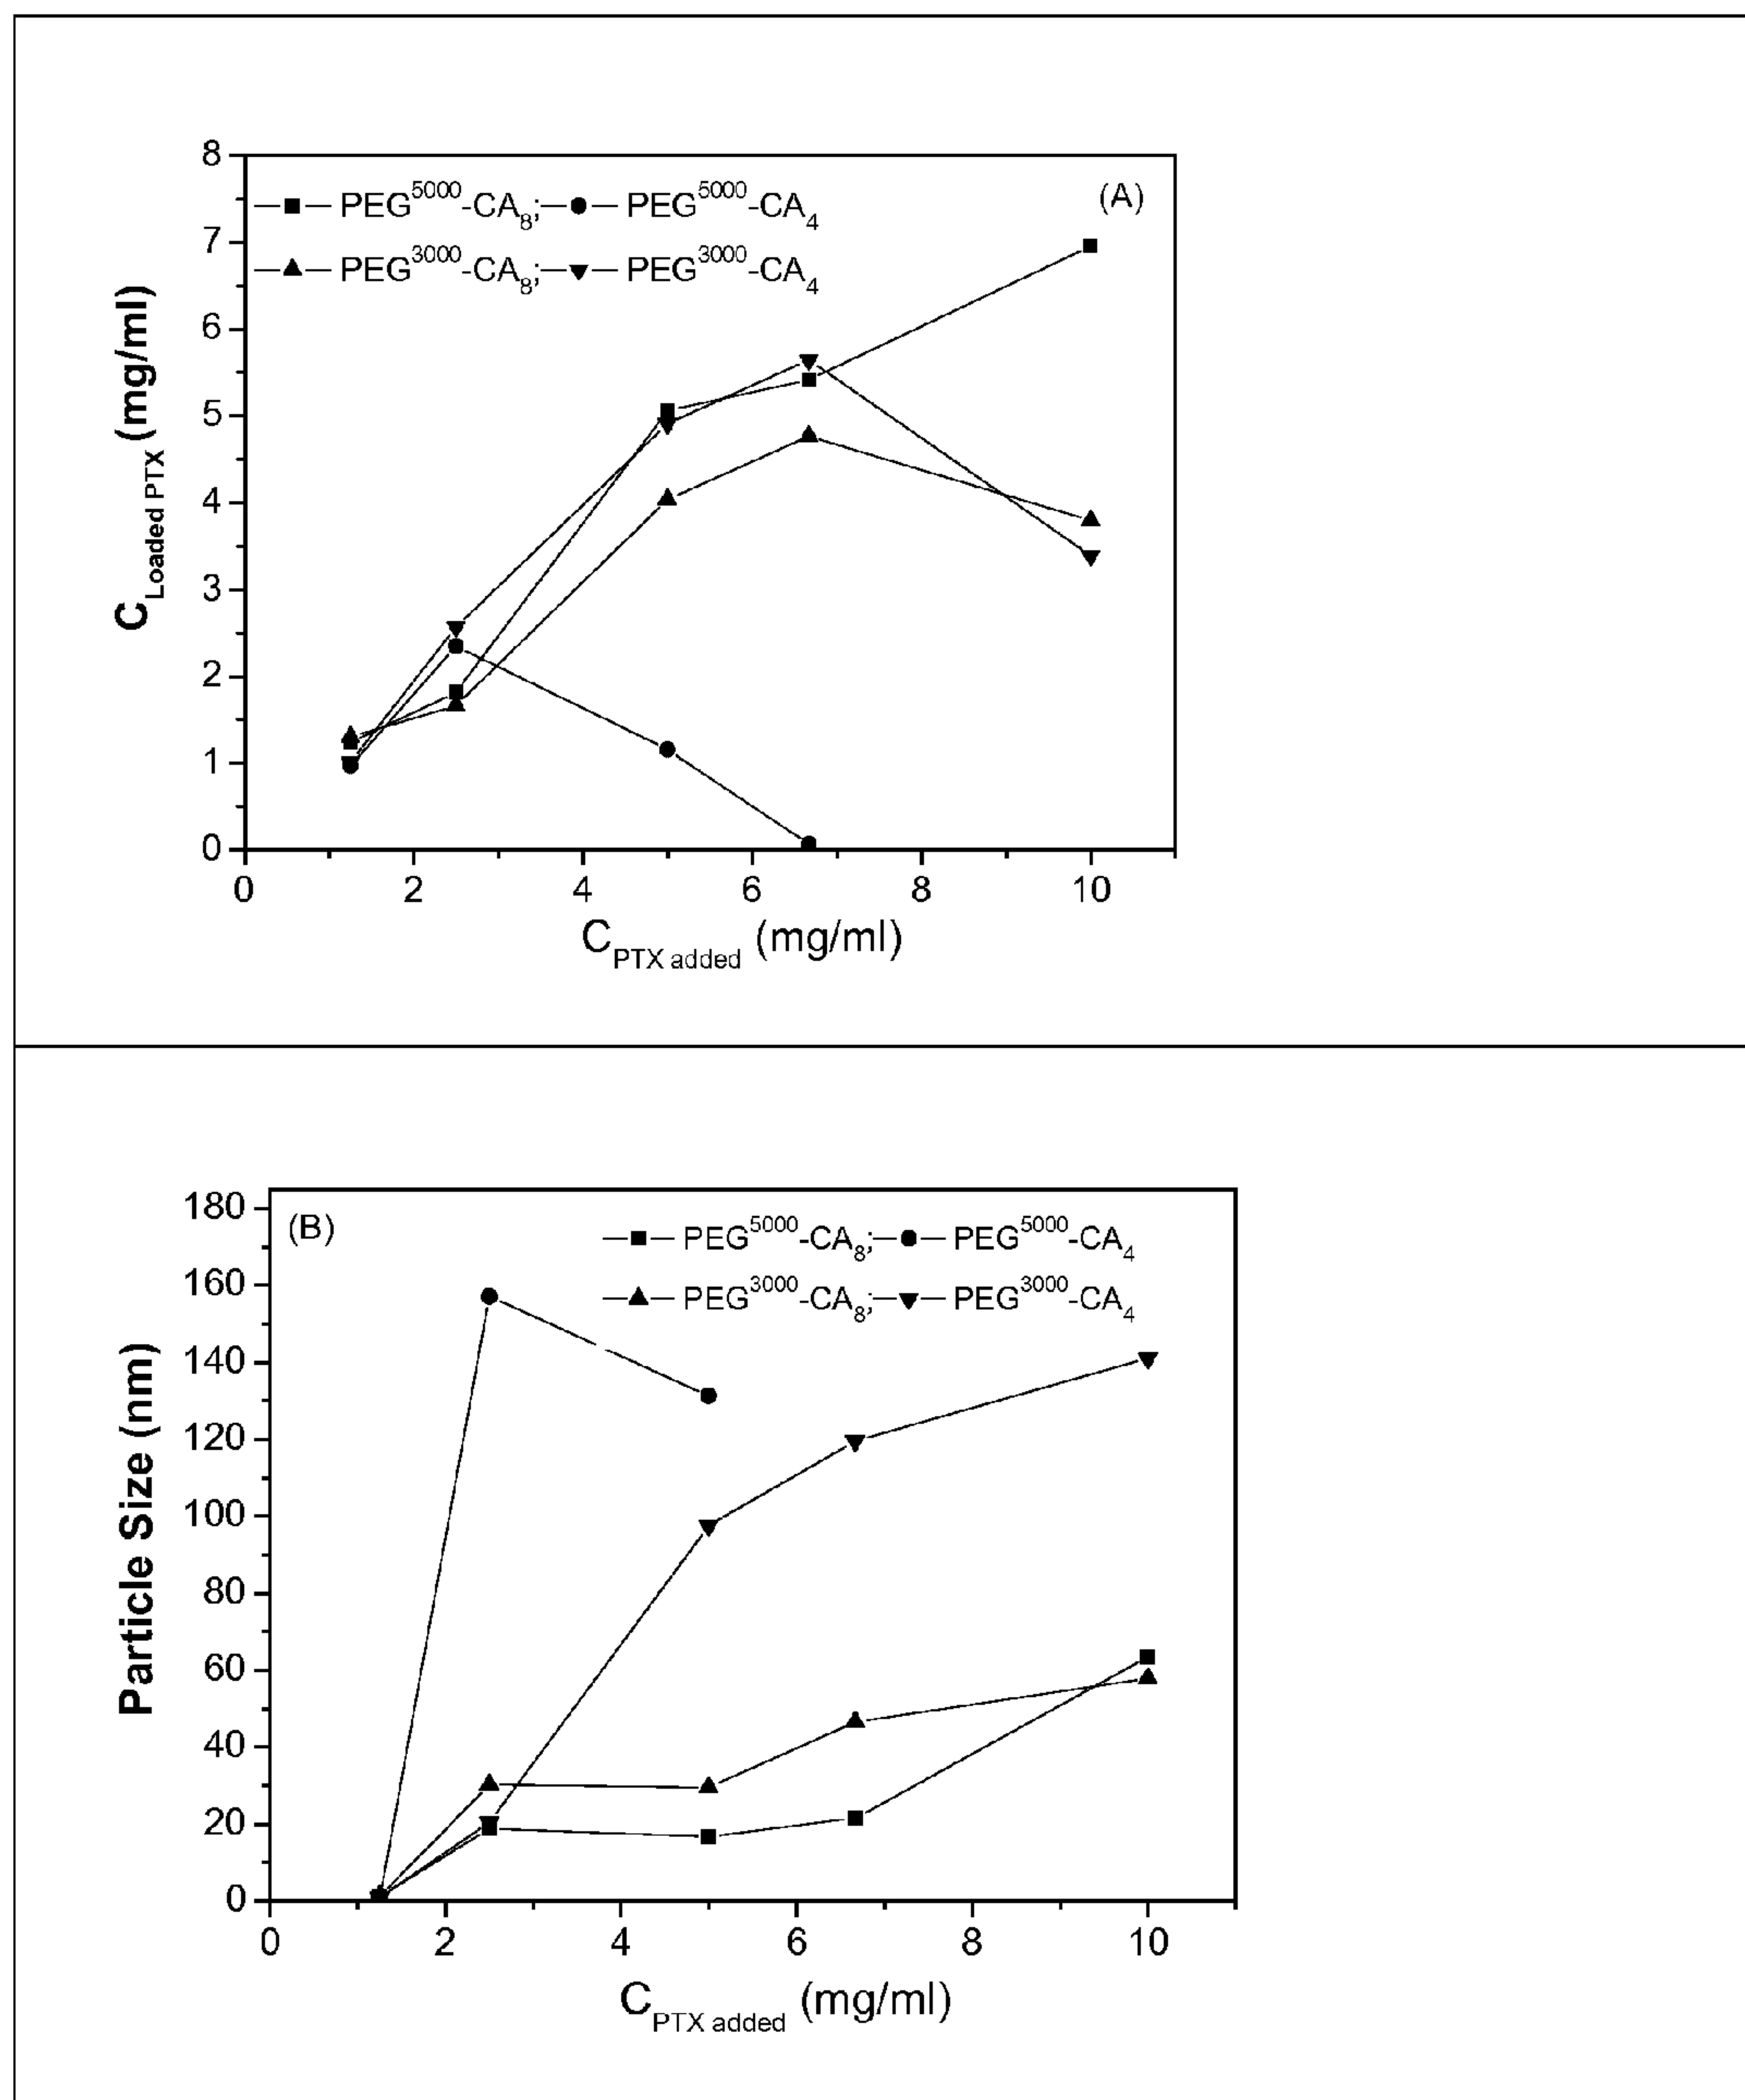 8
7
6
5
4
3
2
1
0
C Loaded PTX (mg/ml)
PEG5000-CA8; PEG5000-CA4
PEG3000-CA8; PEG3000-CA4
(A)
0 2 4 6 8 10
C PTX added (mg/ml)
180
160
140
120
100
80
60
40
20
0
Particle Size (nm)
(B)
PEG5000-CA8; PEG5000-CA4
PEG3000-CA8; PEG3000-CA4
0 2 4 6 8 10
C PTX added (mg/ml)